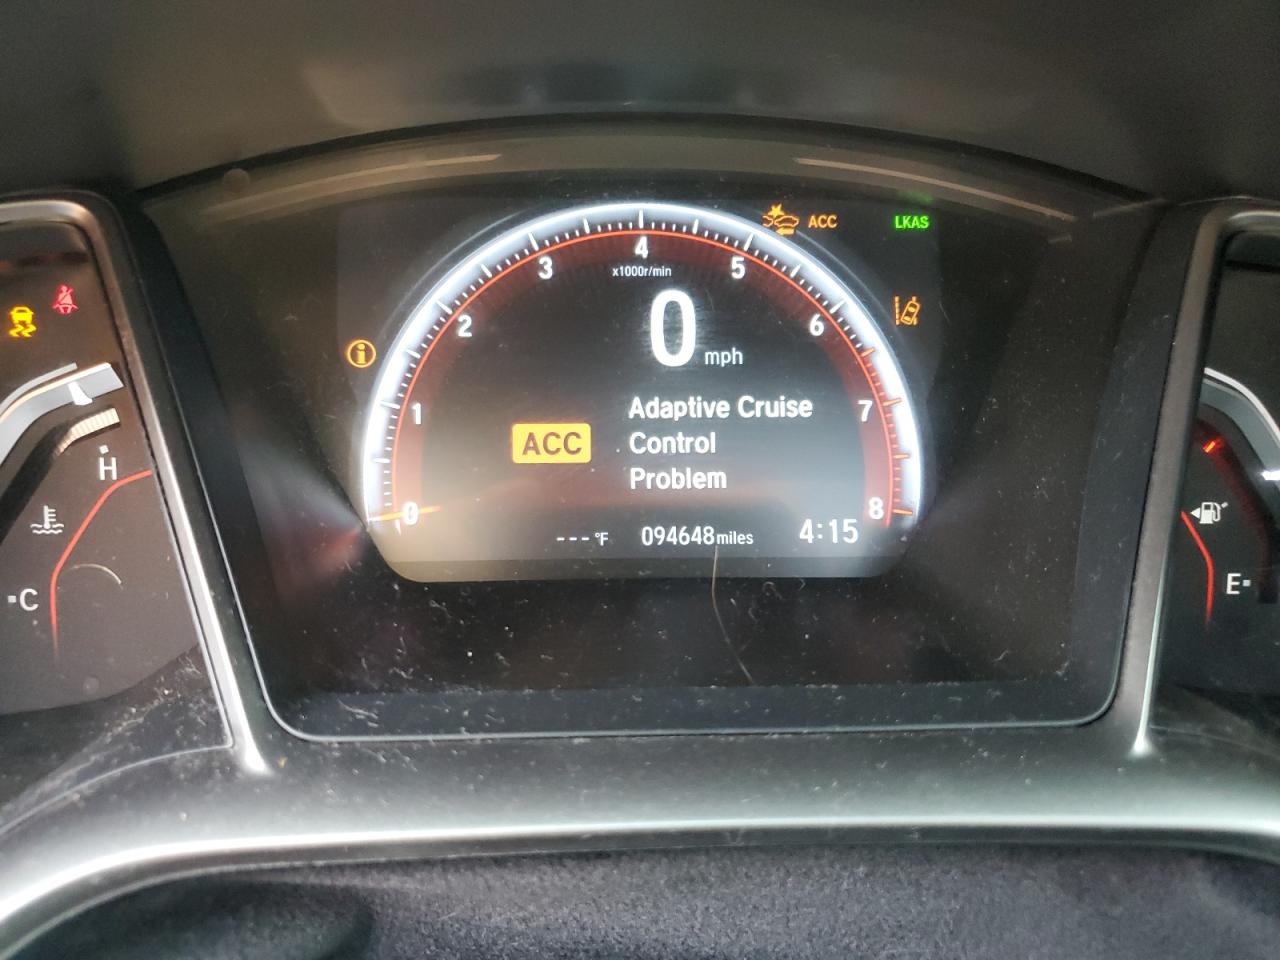 ACC
LKAS
4
x1000r/min
3
5
2
6
0
mph
1
7
ACC
Adaptive Cruise
Control
Problem
0
8
---°F
094648miles
4:15
H
C
E